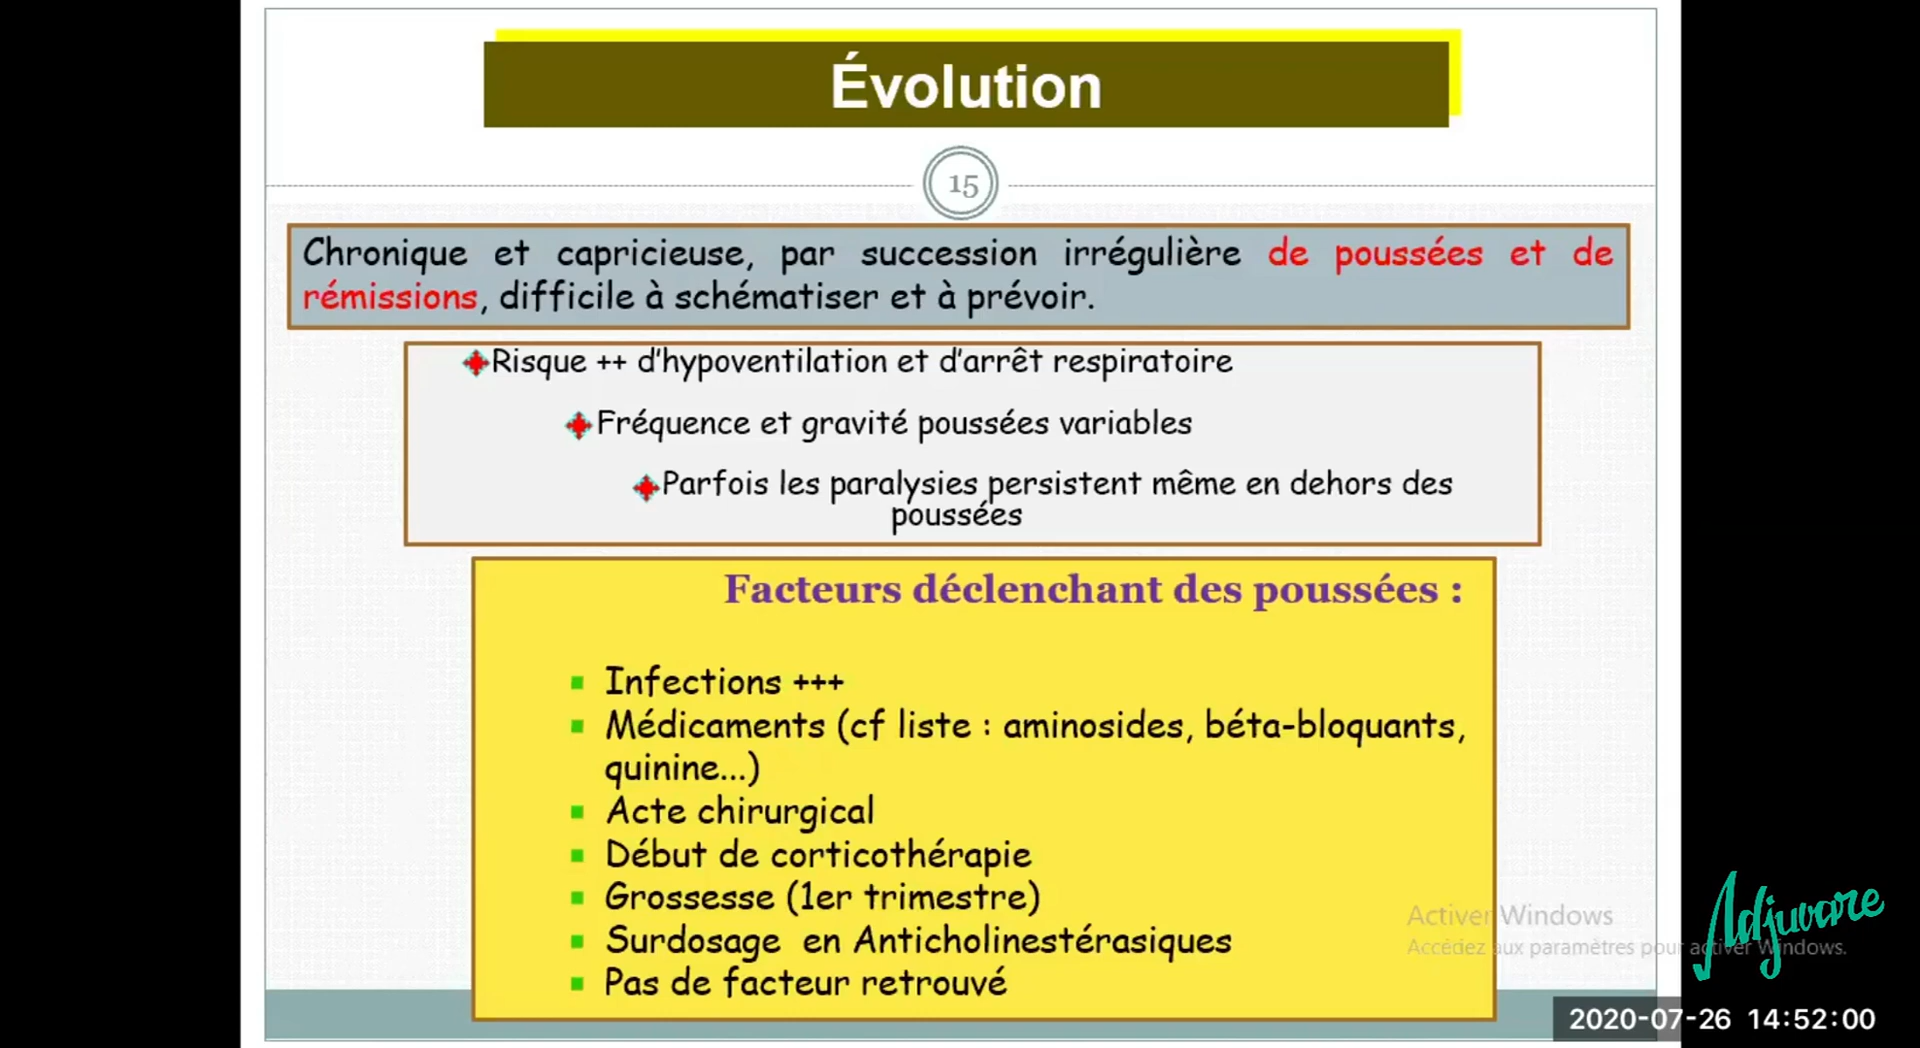 Évolution
15
Chronique et capricieuse, par succession irrégulière de poussées et de
rémissions, difficile à schématiser et à prévoir.
Risque ++ d'hypoventilation et d'arrêt respiratoire
Fréquence et gravité poussées variables
Parfois les paralysies persistent même en dehors des
poussées
Facteurs déclenchant des poussées :
Infections +++
Médicaments (cf liste : aminosides, béta-bloquants,
quinine...)
Acte chirurgical
Début de corticothérapie
Grossesse (1er trimestre)
Surdosage en Anticholinestérasiques
Pas de facteur retrouvé
Activer Windows
Accédez aux paramètres pour activer Windows.
Adjuvare
2020-07-26 14:52:00